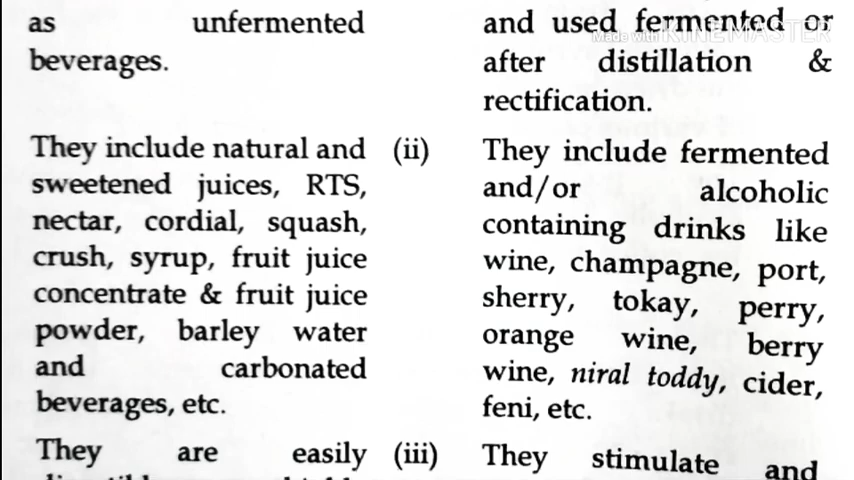 as unfermented
beverages.
They include natural and
sweetened juices, RTS,
nectar, cordial, squash,
crush, syrup, fruit juice
concentrate & fruit juice
powder, barley water
and carbonated
beverages, etc.
They are easily
and used fermented or
Made with KINEMASTER
after distillation &
rectification.
(ii) They include fermented
and/or alcoholic
containing drinks like
wine, champagne, port,
sherry, tokay, perry,
orange wine, berry
wine, niral toddy, cider,
feni, etc.
(iii) They stimulate and